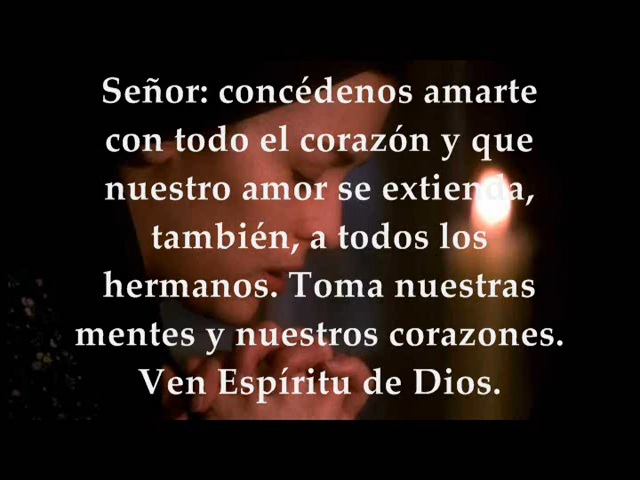 Señor: concédenos amarte
con todo el corazón y que
nuestro amor se extienda,
también, a todos los
hermanos. Toma nuestras
mentes y nuestros corazones.
Ven Espíritu de Dios.